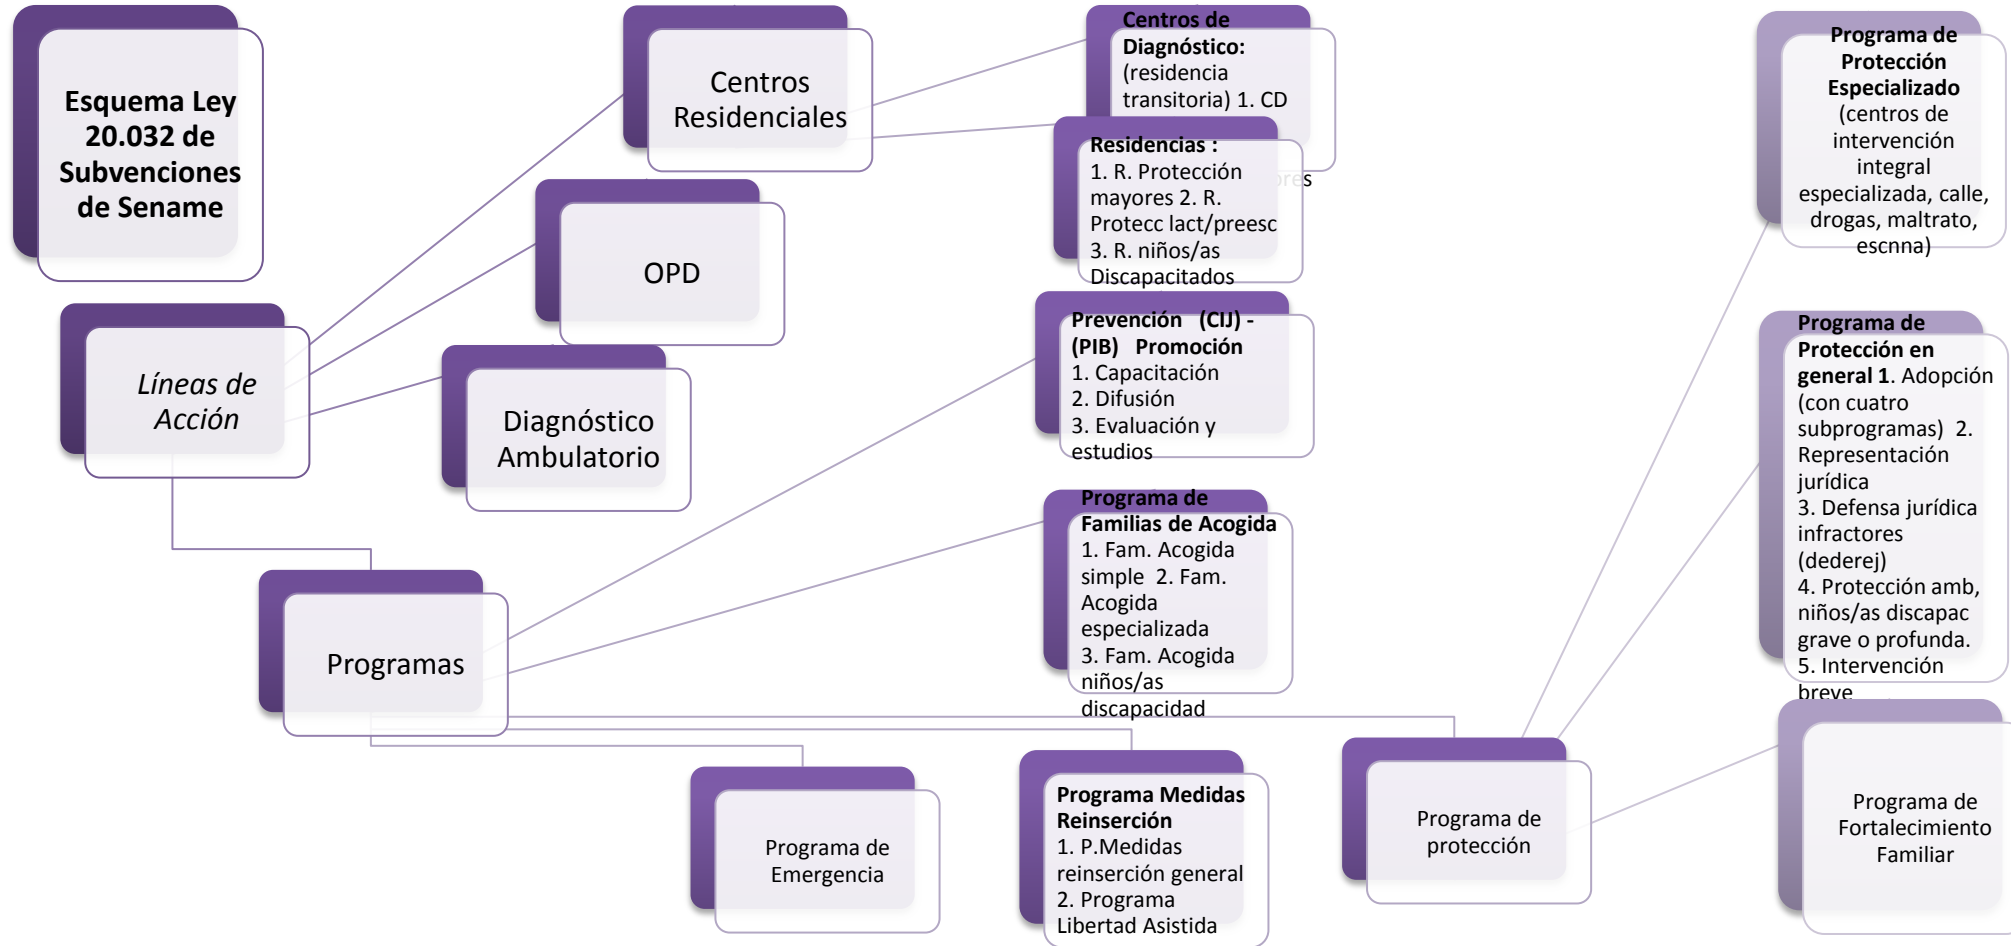 Esquema Ley
20.032 de
Subvenciones
de Sename
Líneas de
Acción
Centros
Residenciales
OPD
Diagnóstico
Ambulatorio
Programas
Centros de
Diagnóstico:
(residencia
transitoria) 1. CD
Residencias :
1. R. Protección
mayores 2. R.
Protecc lact/preesc
3. R. niños/as
Discapacitados
Prevención (CIJ) -
(PIB) Promoción
1. Capacitación
2. Difusión
3. Evaluación y
estudios
Programa de
Familias de Acogida
1. Fam. Acogida
simple 2. Fam.
Acogida
especializada
3. Fam. Acogida
niños/as
discapacidad
Programa de
Emergencia
Programa Medidas
Reinserción
1. P.Medidas
reinserción general
2. Programa
Libertad Asistida
Programa de
protección
Programa de
Protección
Especializado
(centros de
intervención
integral
especializada, calle,
drogas, maltrato,
escnna)
Programa de
Protección en
general 1. Adopción
(con cuatro
subprogramas) 2.
Representación
jurídica
3. Defensa jurídica
infractores
(dederej)
4. Protección amb,
niños/as discapac
grave o profunda.
5. Intervención
breve
Programa de
Fortalecimiento
Familiar